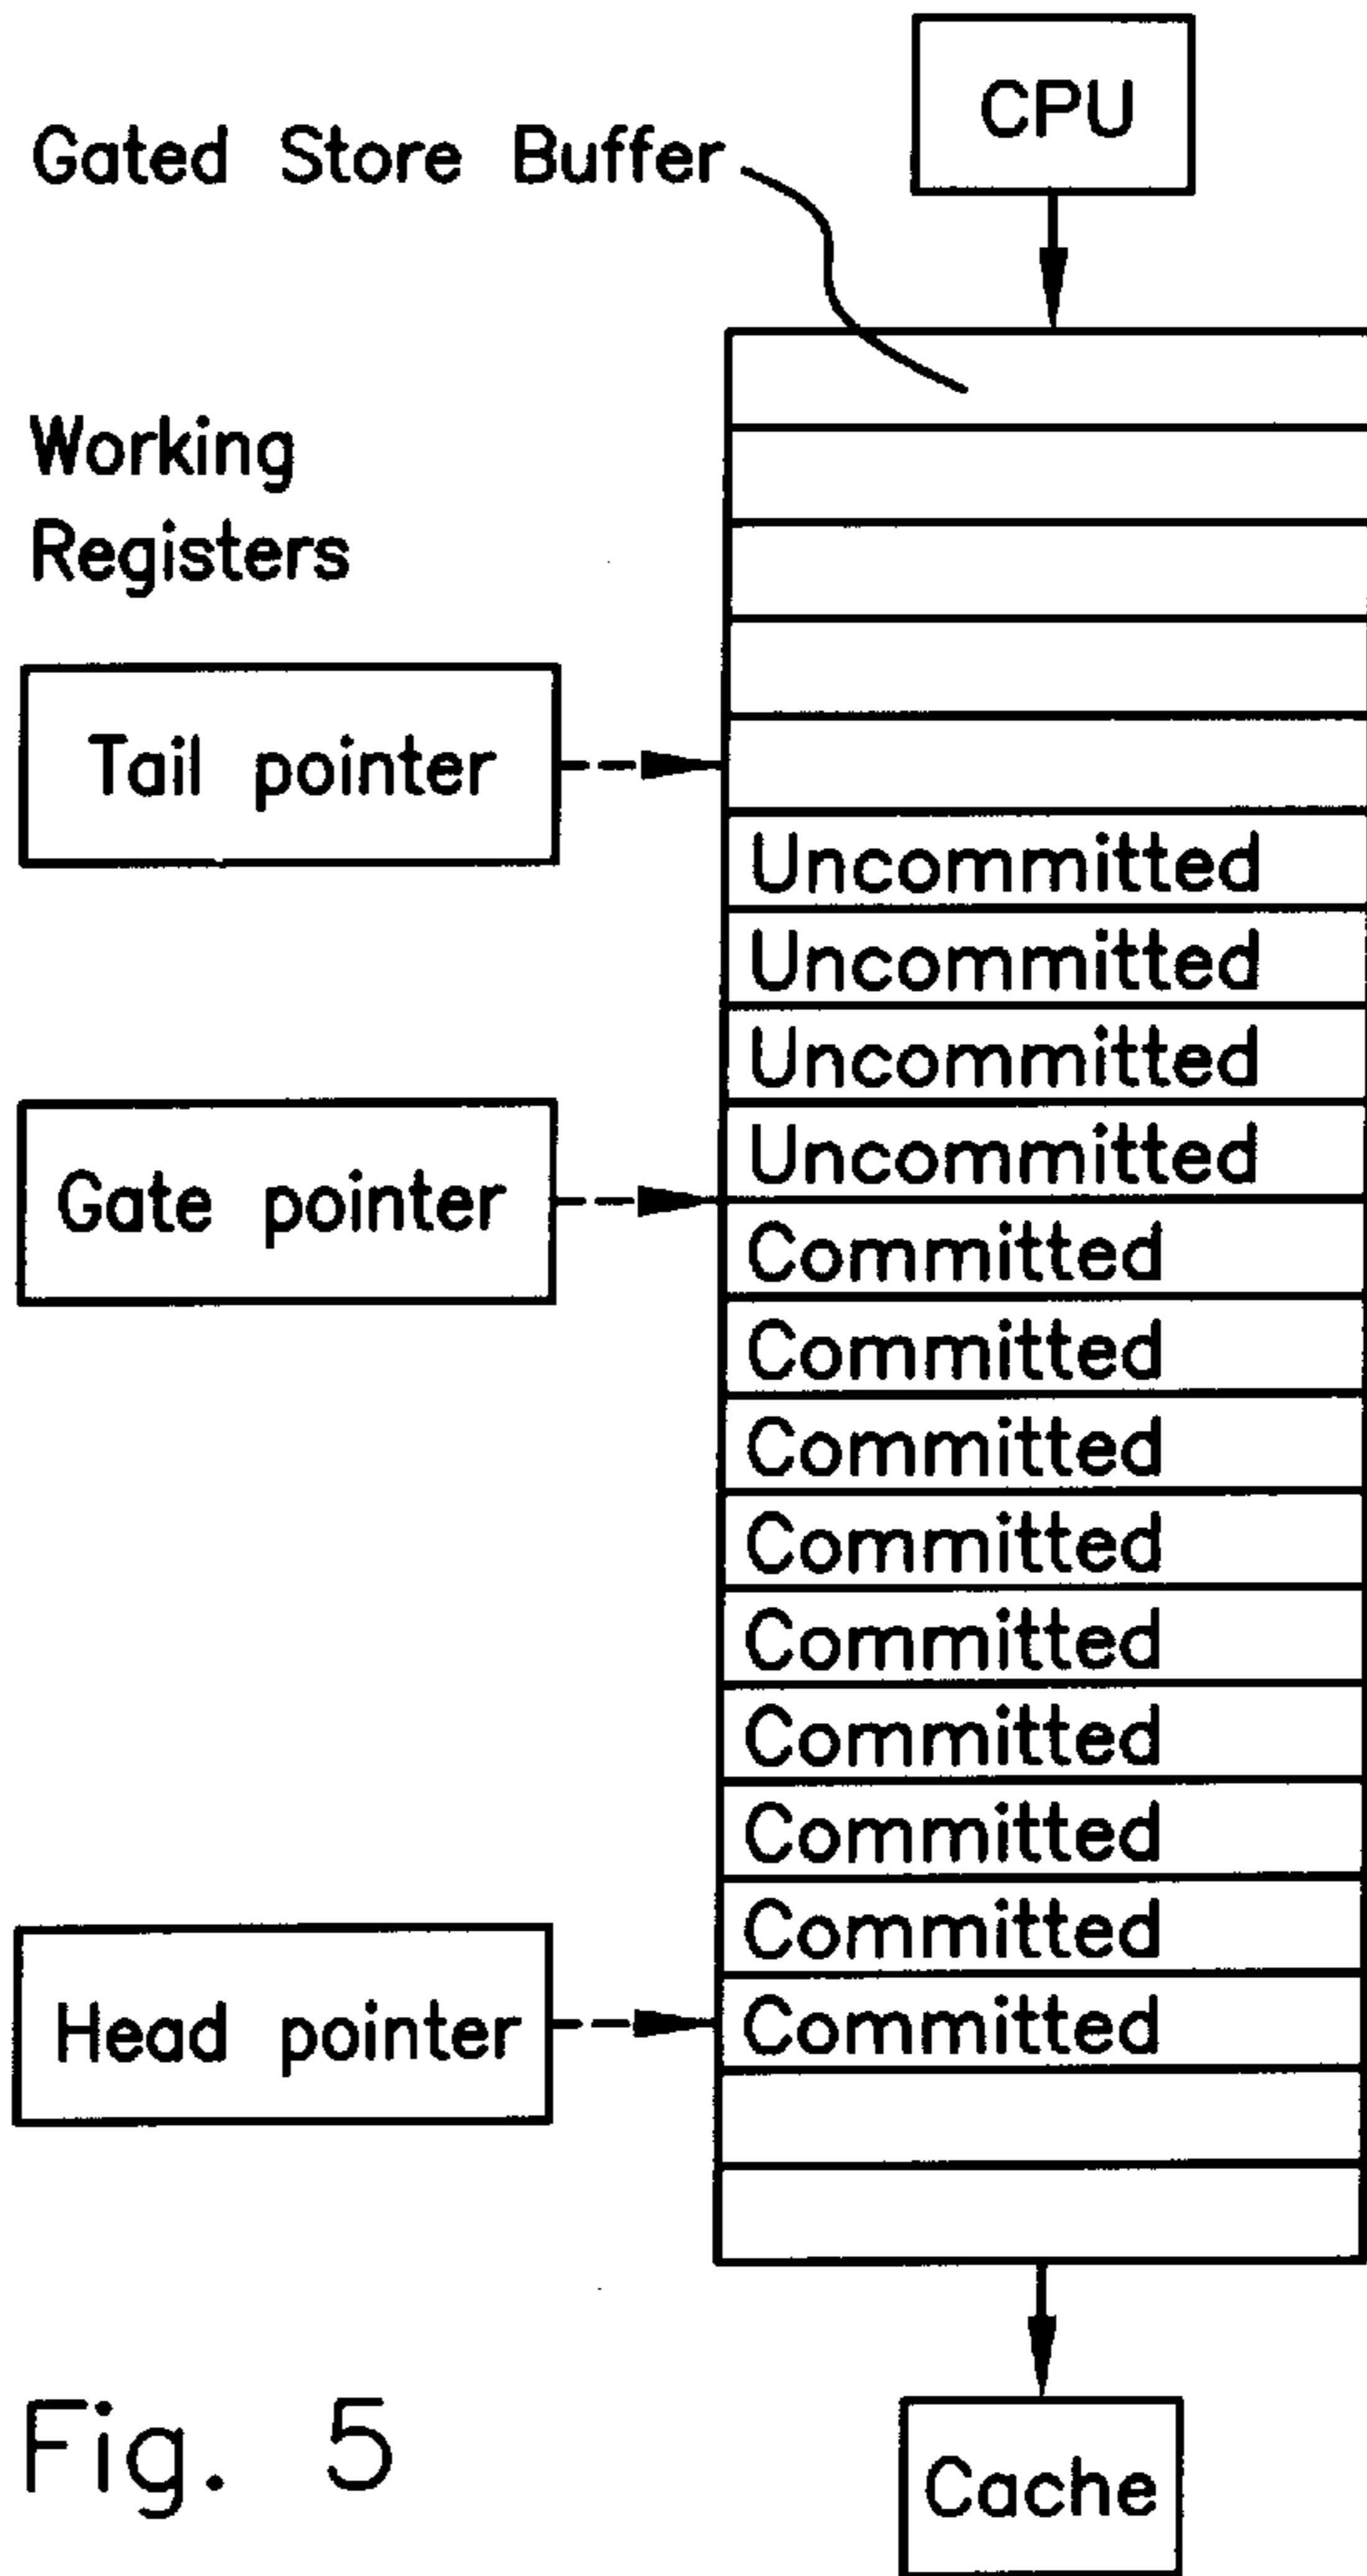 CPU
Gated Store Buffer
Working
Registers
Tail pointer
Uncommitted
Uncommitted
Uncommitted
Uncommitted
Gate pointer
Committed
Committed
Committed
Committed
Committed
Committed
Committed
Committed
Committed
Head pointer
Fig. 5
Cache